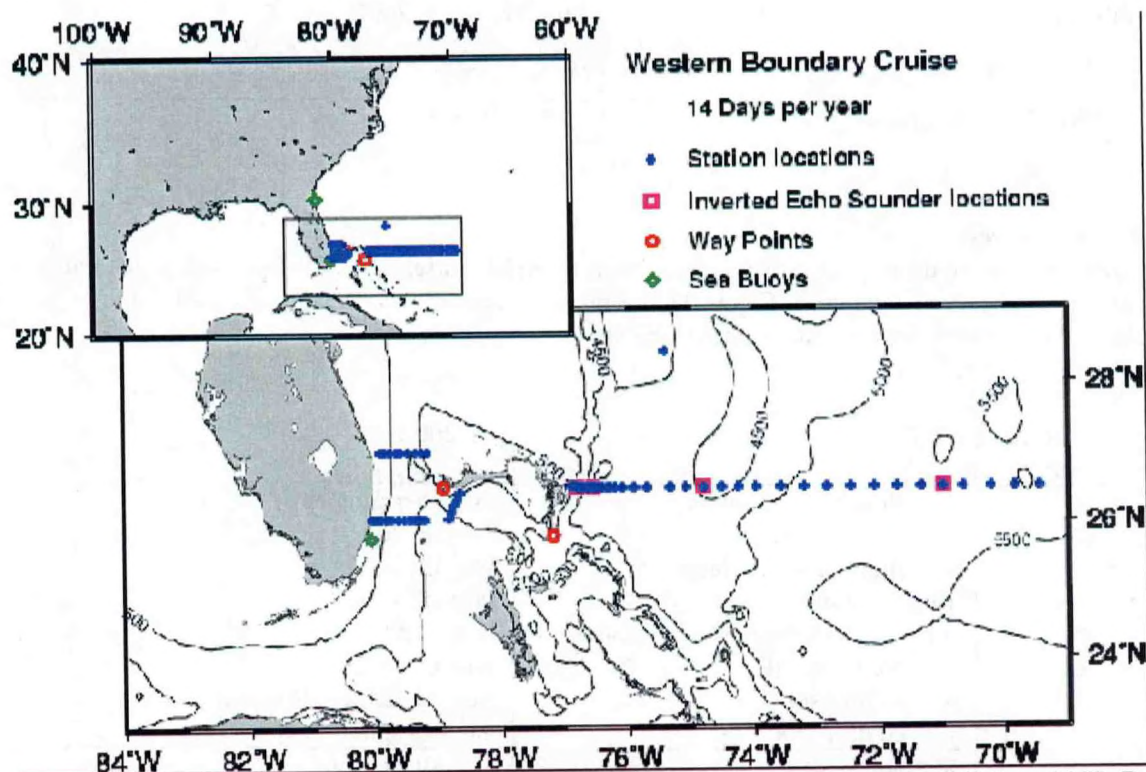 100°W 90°W 80°W 70°W 60°W
40°N
30°N
20°N
Western Boundary Cruise
14 Days per year
Station locations
Inverted Echo Sounder locations
Way Points
Sea Buoys
4500
4500
5000
5500
5500
28°N
26°N
24°N
84°W 82°W 80°W 78°W 76°W 74°W 72°W 70°W